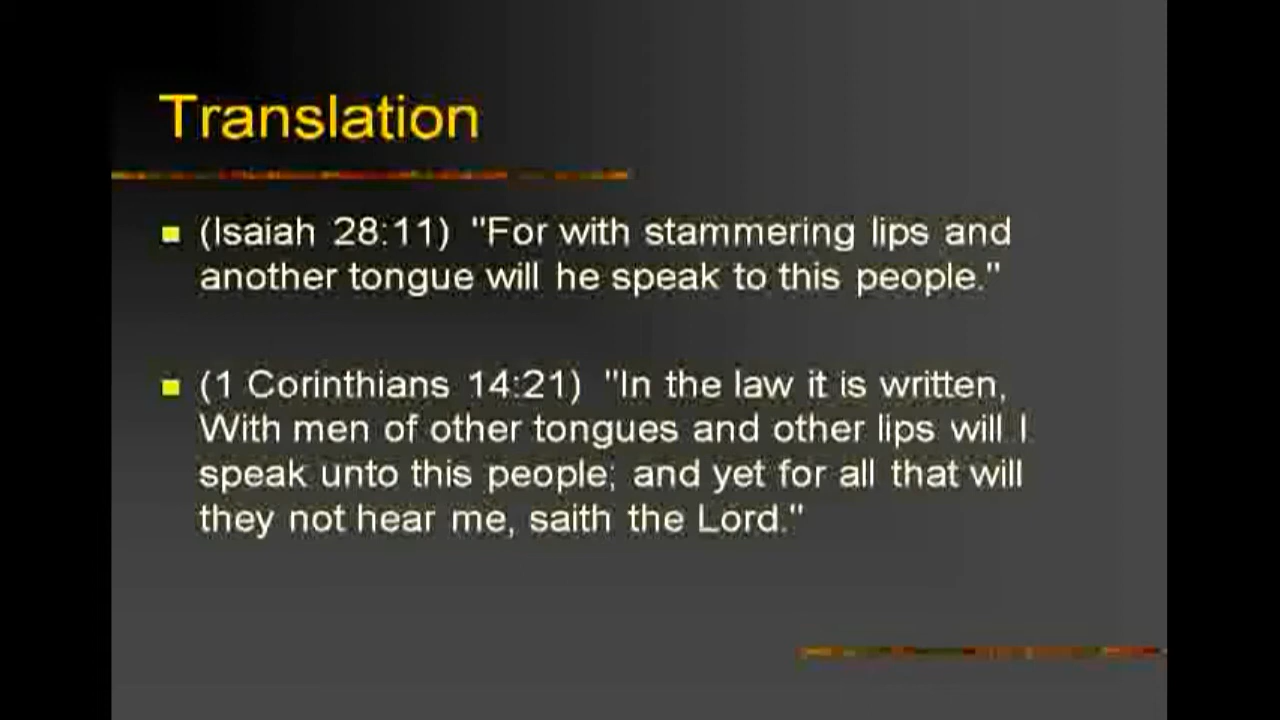 Translation
(Isaiah 28:11) "For with stammering lips and
another tongue will he speak to this people."
(1 Corinthians 14:21) "In the law it is written,
With men of other tongues and other lips will I
speak unto this people; and yet for all that will
they not hear me, saith the Lord."